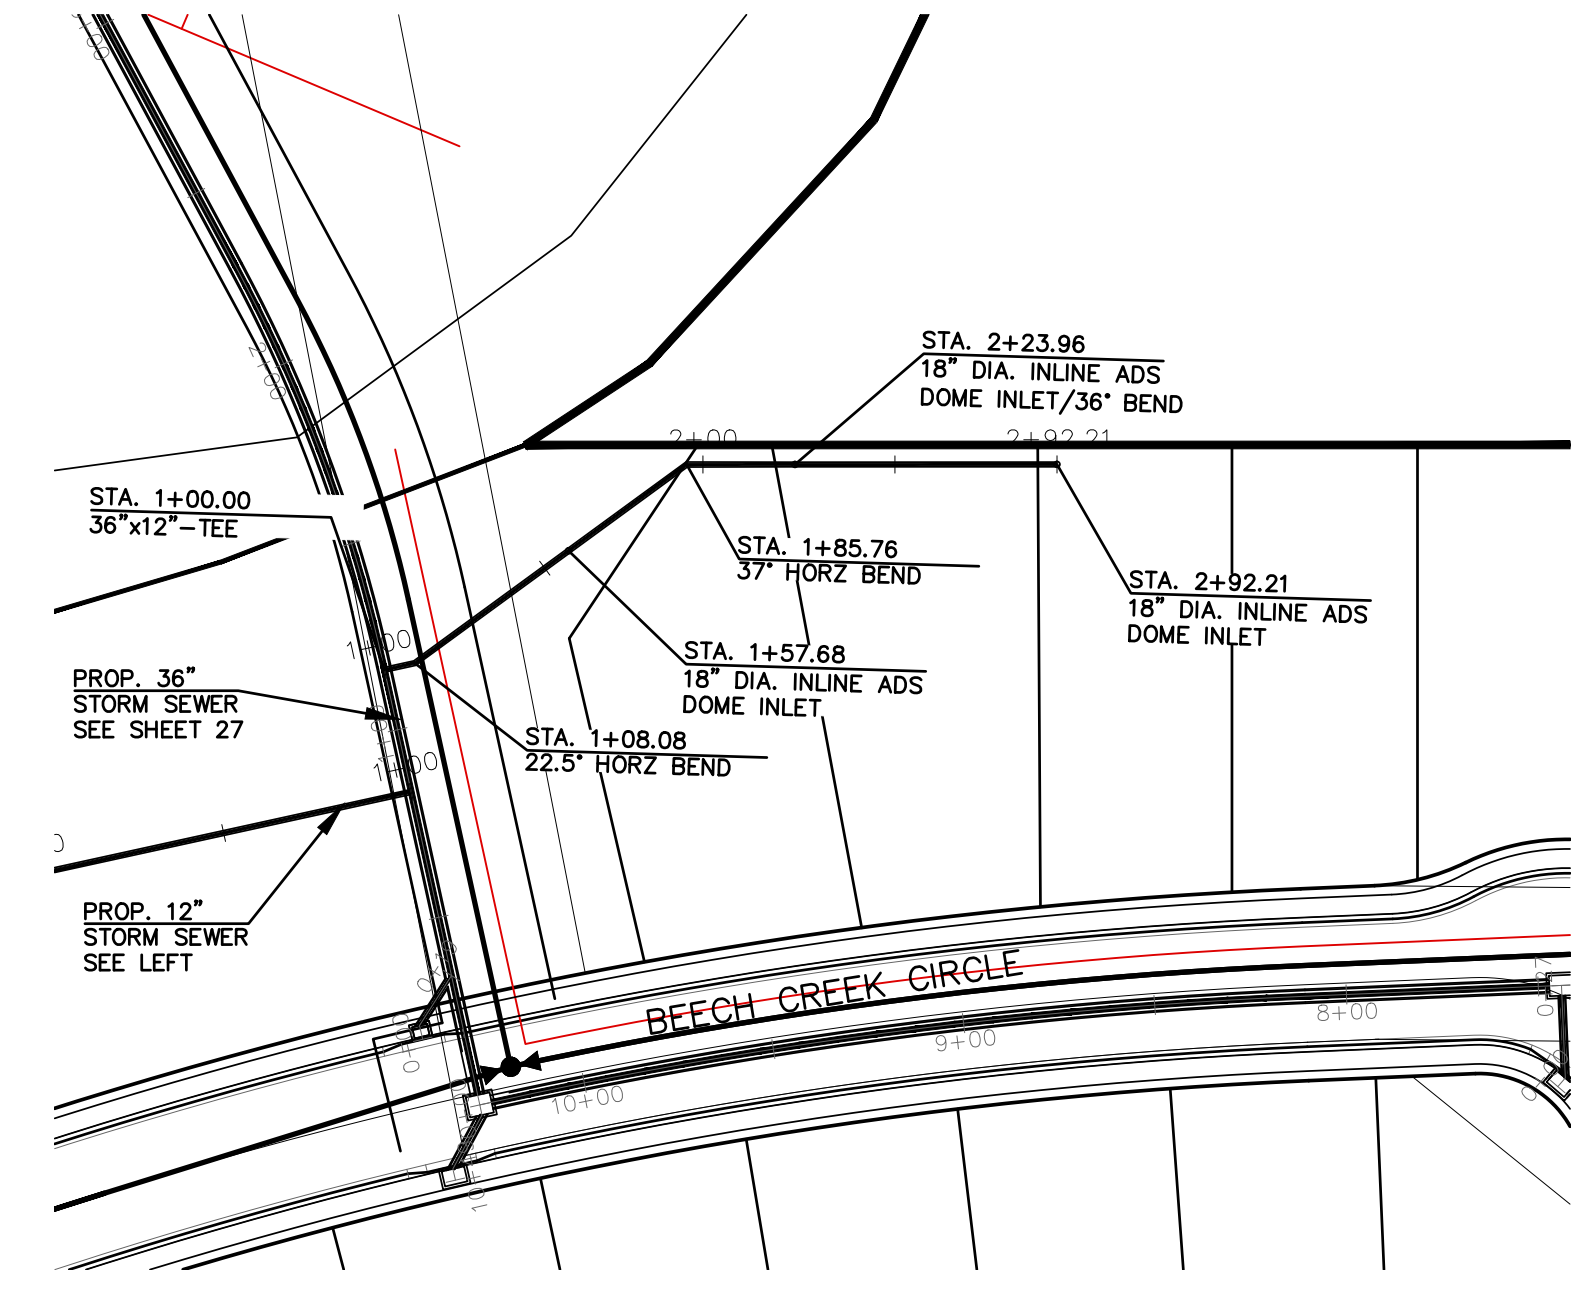 STA. 2+23.96
18” DIA. INLINE ADS
DOME INLET/36° BEND
2+00
2+92.21
2+00
STA. 1+00.00
36”x12”-TEE
STA. 1+85.76
37° HORZ BEND
STA. 2+92.21
18” DIA. INLINE ADS
DOME INLET
1+00
STA. 1+57.68
18” DIA. INLINE ADS
DOME INLET
PROP. 36”
STORM SEWER
SEE SHEET 27
STA. 1+08.08
22.5° HORZ BEND
1+00
PROP. 12”
STORM SEWER
SEE LEFT
BEECH CREEK CIRCLE
8+00
9+00
10+00